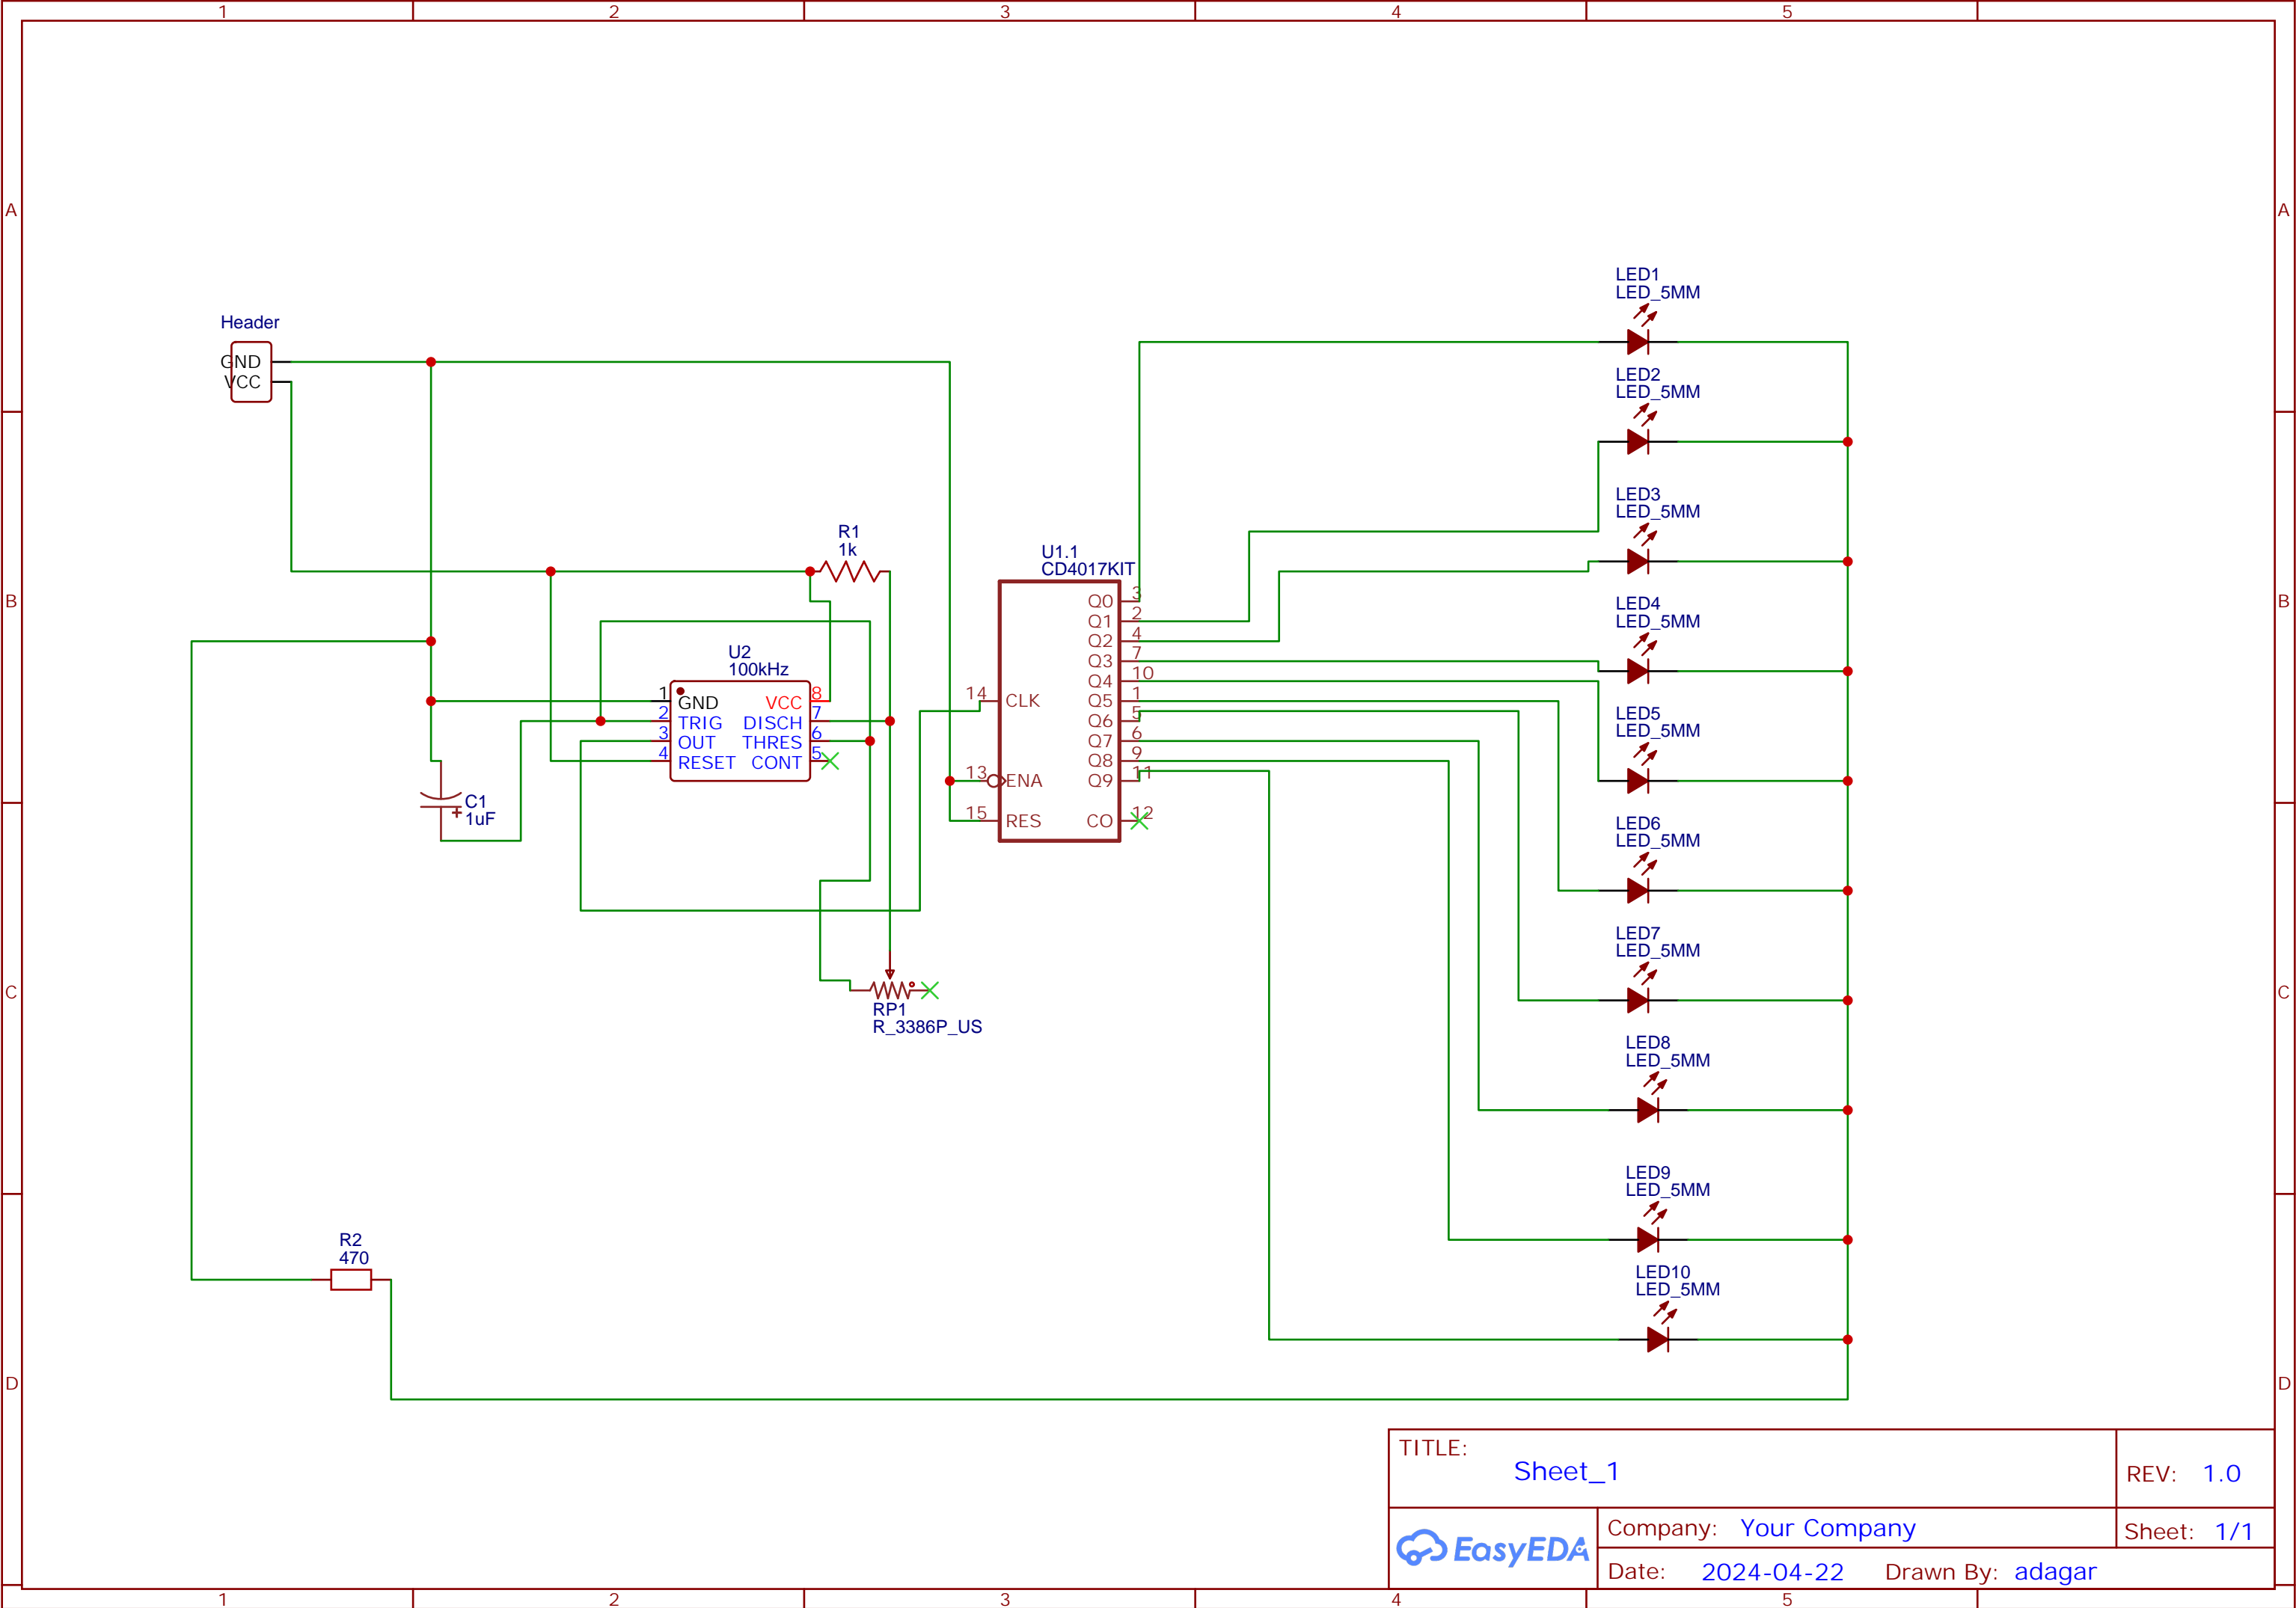 1 2 3 4 5
A A
LED1
LED_5MM
Header
GND
VCC
LED2
LED_5MM
LED3
LED_5MM
R1
1k
U1.1
CD4017KIT
B B
Q0 3
Q1 2
Q2 4
Q3 7
Q4 10
14 CLK Q5 1
Q6 5
Q7 6
Q8 9
13 ENA Q9 11
15 RES CO 12
LED4
LED_5MM
U2
100kHz
1 GND VCC 8
2 TRIG DISCH 7
3 OUT THRES 6
4 RESET CONT 5
LED5
LED_5MM
+ C1
1uF
LED6
LED_5MM
LED7
LED_5MM
C C
RP1
R_3386P_US
LED8
LED_5MM
LED9
LED_5MM
R2
470
LED10
LED_5MM
D D
TITLE:
Sheet_1
REV: 1.0
EasyEDA
Company: Your Company
Sheet: 1/1
Date: 2024-04-22 Drawn By: adagar
1 2 3 4 5